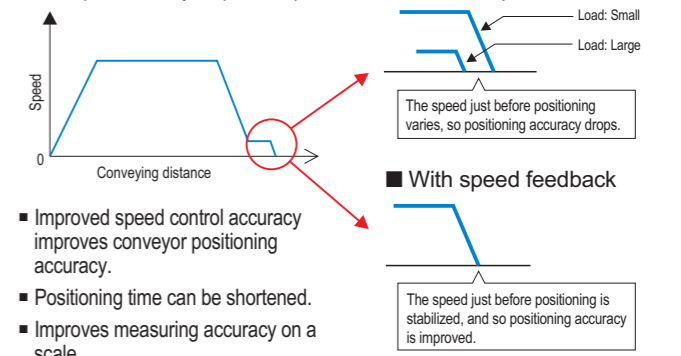 Load: Small
Load: Large
Speed
0
Conveying distance
The speed just before positioning
varies, so positioning accuracy drops.
■ With speed feedback
■ Improved speed control accuracy
improves conveyor positioning
accuracy.
■ Positioning time can be shortened.
■ Improves measuring accuracy on a
scale
The speed just before positioning is
stabilized, and so positioning accuracy
is improved.